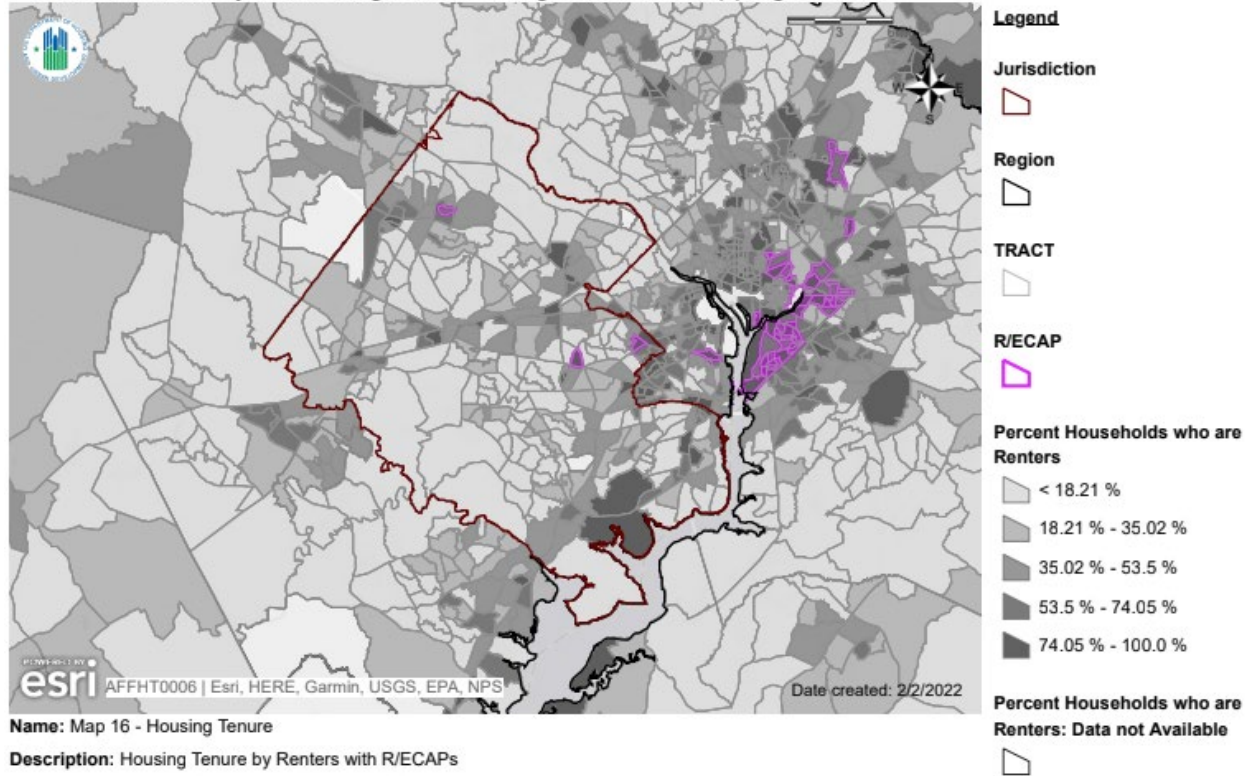 0 3
N
W E
S
Legend
Jurisdiction
Region
TRACT
R/ECAP
Percent Households who are
Renters
< 18.21 %
18.21 % - 35.02 %
35.02 % - 53.5 %
53.5 % - 74.05 %
74.05 % - 100.0 %
Percent Households who are
Renters: Data not Available
POWERED BY
esri AFFHT0006 | Esri, HERE, Garmin, USGS, EPA, NPS
Date created: 2/2/2022
Name: Map 16 - Housing Tenure
Description: Housing Tenure by Renters with R/ECAPs